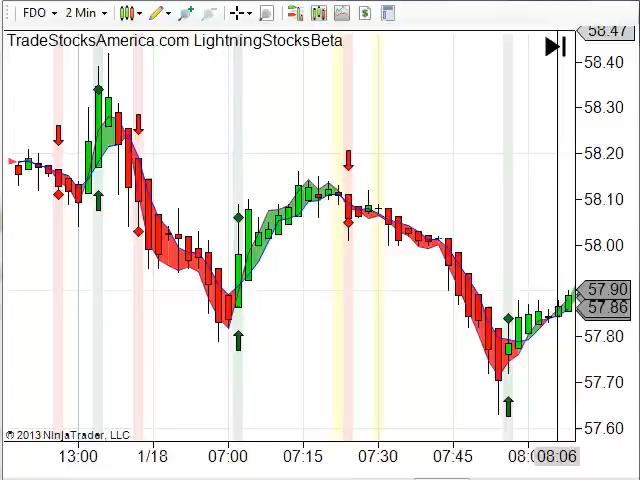 FDO 2 Min
TradeStocksAmerica.com LightningStocksBeta
58.47
58.40
58.30
58.20
58.10
58.00
57.90
57.86
57.80
57.70
57.60
© 2013 NinjaTrader, LLC
13:00 1/18 07:00 07:15 07:30 07:45 08:0 08:06